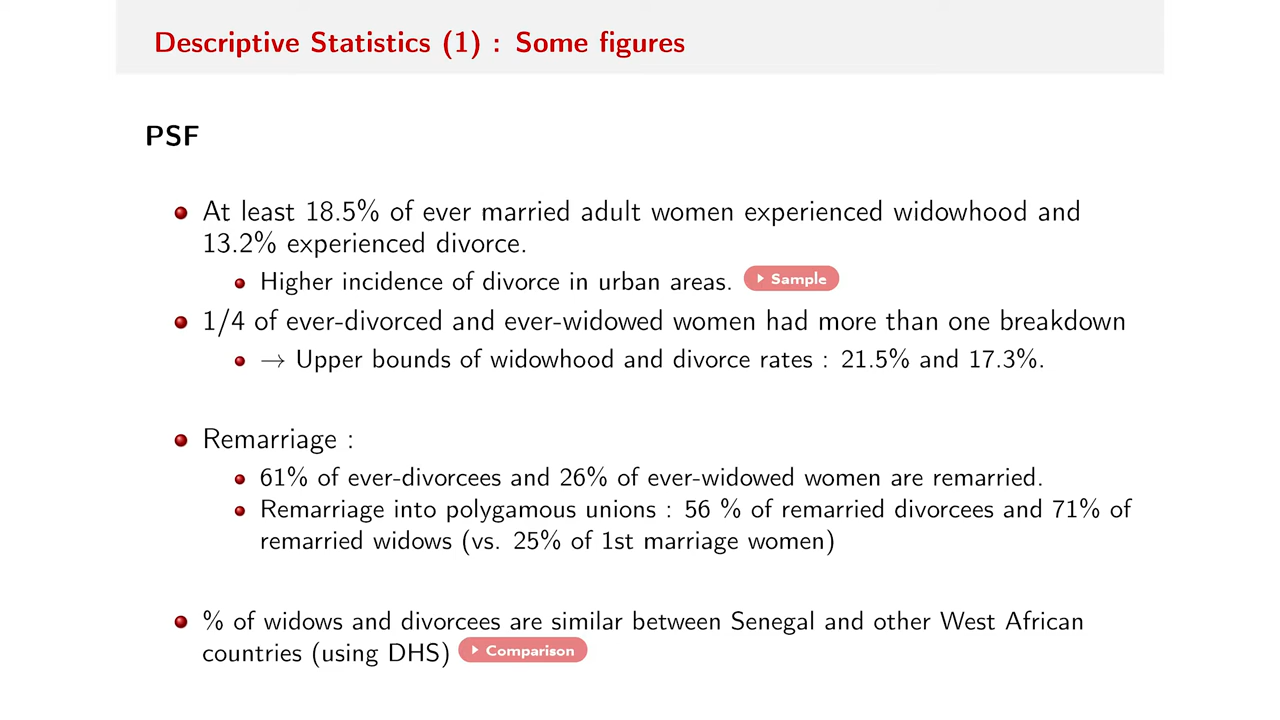 Descriptive Statistics (1) : Some figures
PSF
At least 18.5% of ever married adult women experienced widowhood and
13.2% experienced divorce.
Higher incidence of divorce in urban areas. Sample
1/4 of ever-divorced and ever-widowed women had more than one breakdown
→ Upper bounds of widowhood and divorce rates : 21.5% and 17.3%.
Remarriage :
61% of ever-divorcees and 26% of ever-widowed women are remarried.
Remarriage into polygamous unions : 56 % of remarried divorcees and 71% of
remarried widows (vs. 25% of 1st marriage women)
% of widows and divorcees are similar between Senegal and other West African
countries (using DHS) Comparison